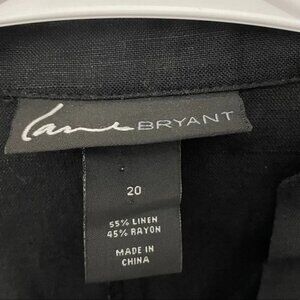 Lane BRYANT
20
55% LINEN
45% RAYON
MADE IN
CHINA